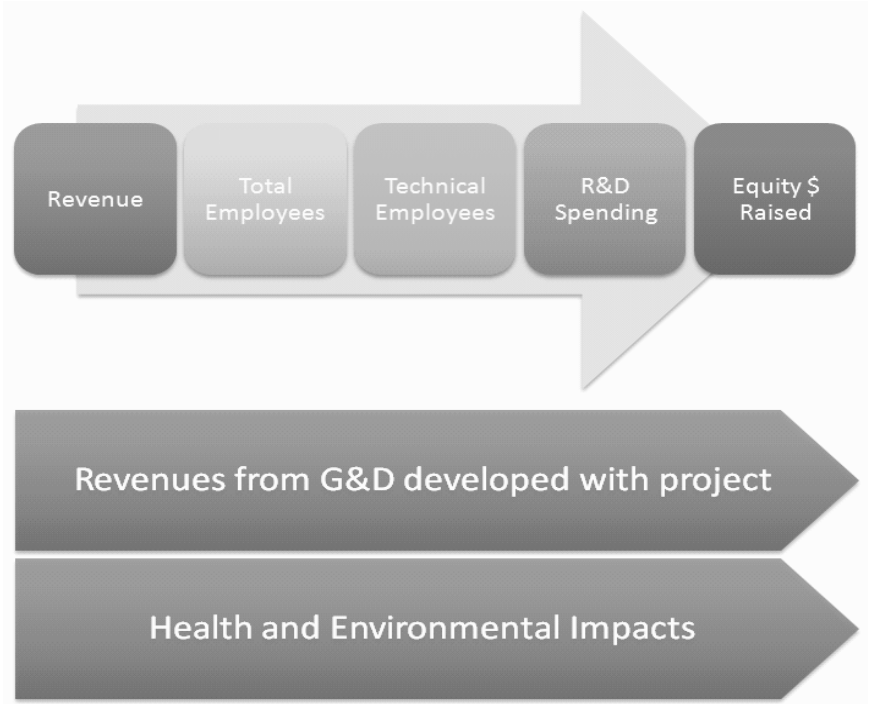 Revenue
Total
Employees
Technical
Employees
R&D
Spending
Equity $
Raised
Revenues from G&D developed with project
Health and Environmental Impacts